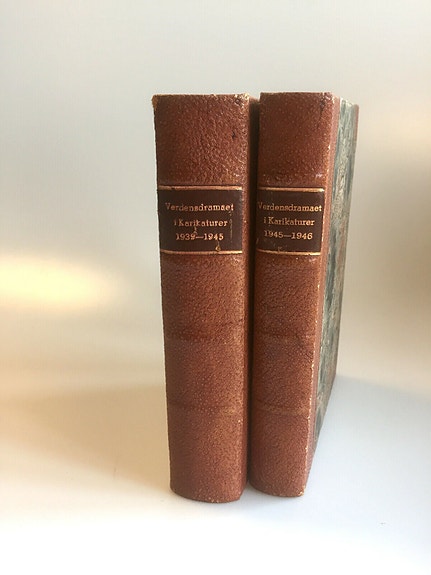 Verdensdramaet
i Karikaturer
1939—1945
Verdensdramaet
i Karikaturer
1945—1946